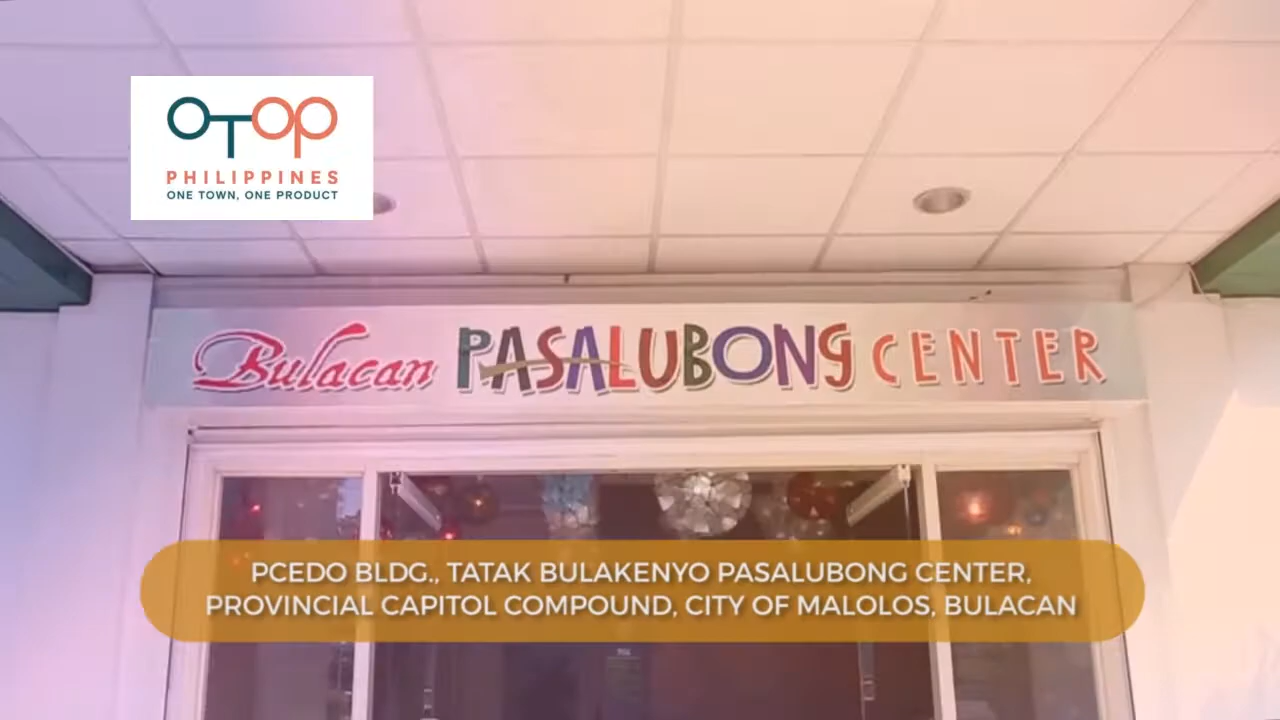 OTOP
PHILIPPINES
ONE TOWN, ONE PRODUCT
Bulacan PASALUBONG CENTER
PCEDO BLDG., TATAK BULAKENYO PASALUBONG CENTER,
PROVINCIAL CAPITOL COMPOUND, CITY OF MALOLOS, BULACAN